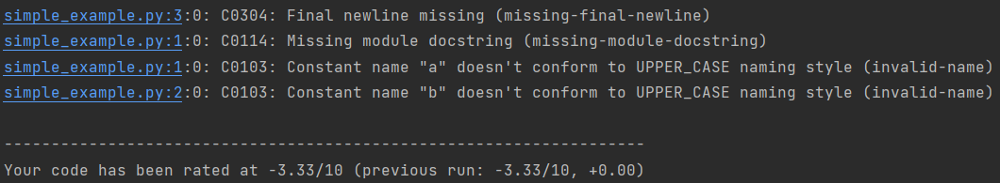 simple_example.py:3:0: C0304: Final newline missing (missing-final-newline)
simple_example.py:1:0: C0114: Missing module docstring (missing-module-docstring)
simple_example.py:1:0: C0103: Constant name "a" doesn't conform to UPPER_CASE naming style (invalid-name)
simple_example.py:2:0: C0103: Constant name "b" doesn't conform to UPPER_CASE naming style (invalid-name)
--------------------------------------------------------------------
Your code has been rated at -3.33/10 (previous run: -3.33/10, +0.00)